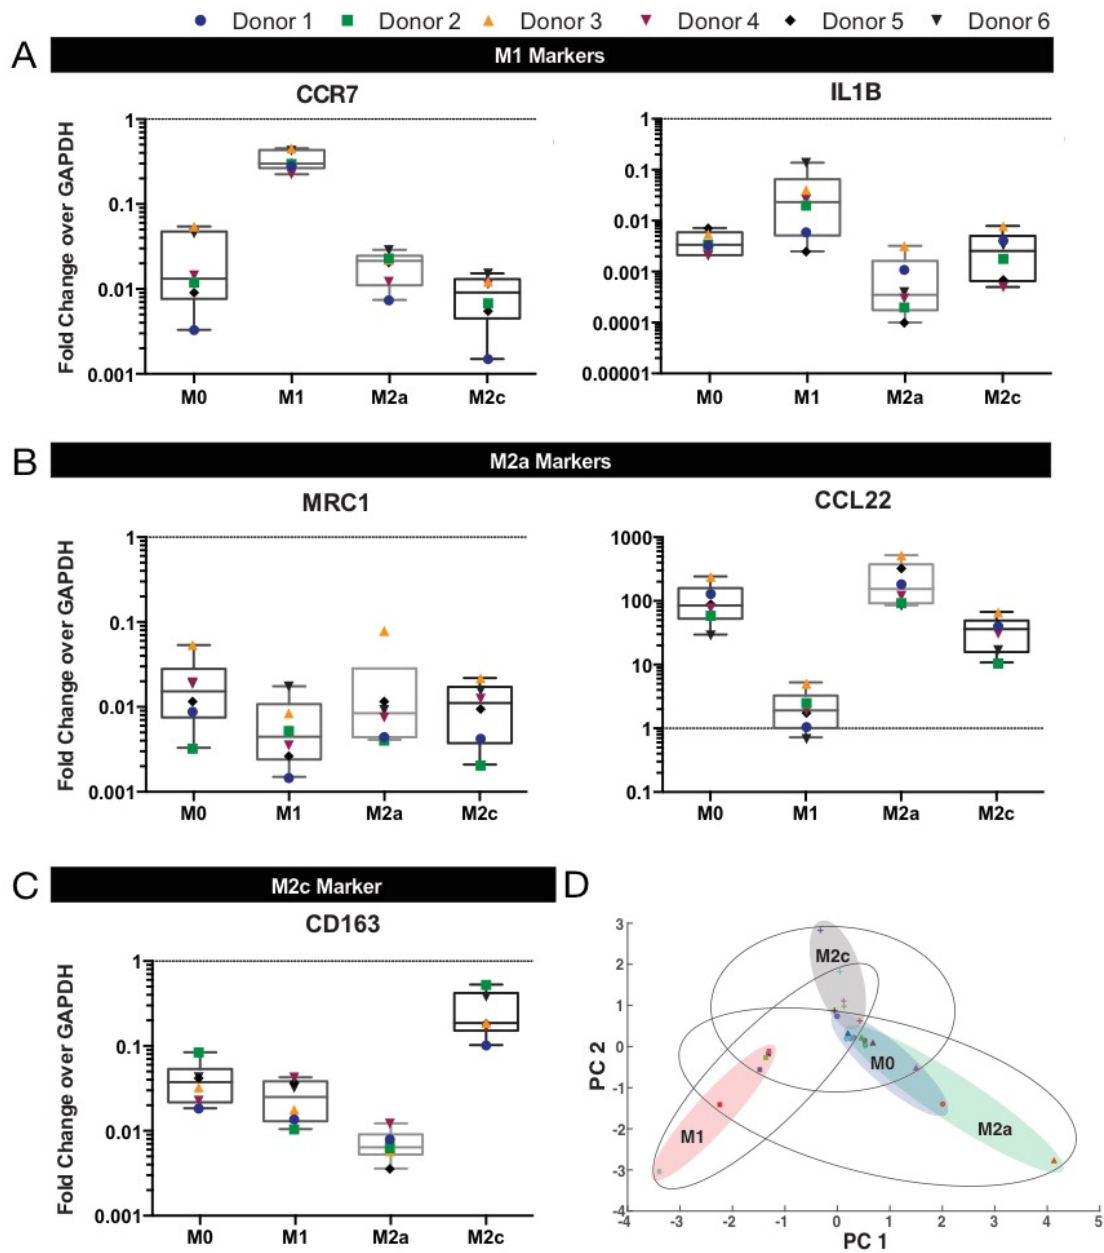 Donor 1 Donor 2 Donor 3 Donor 4 Donor 5 Donor 6
A
M1 Markers
CCR7
Fold Change over GAPDH
1
0.1
0.01
0.001
M0 M1 M2a M2c
IL1B
1
0.1
0.01
0.001
0.0001
0.00001
M0 M1 M2a M2c
B
M2a Markers
MRC1
Fold Change over GAPDH
1
0.1
0.01
0.001
M0 M1 M2a M2c
CCL22
1000
100
10
1
0.1
M0 M1 M2a M2c
C
M2c Marker
CD163
Fold Change over GAPDH
1
0.1
0.01
0.001
M0 M1 M2a M2c
D
PC 2
3
2
1
0
-1
-2
-3
-4
M2c
M0
M1
M2a
-4 -3 -2 -1 0 1 2 3 4 5
PC 1